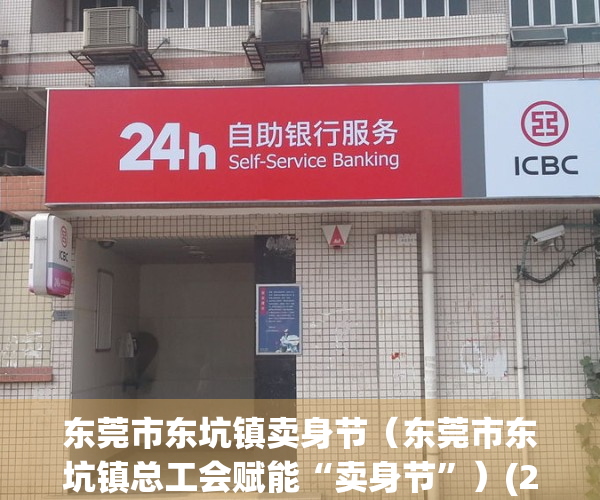 24h 自助银行服务
Self-Service Banking
ICBC
ICBC
东莞市东坑镇卖身节（东莞市东
坑镇总工会赋能“卖身节”）(2